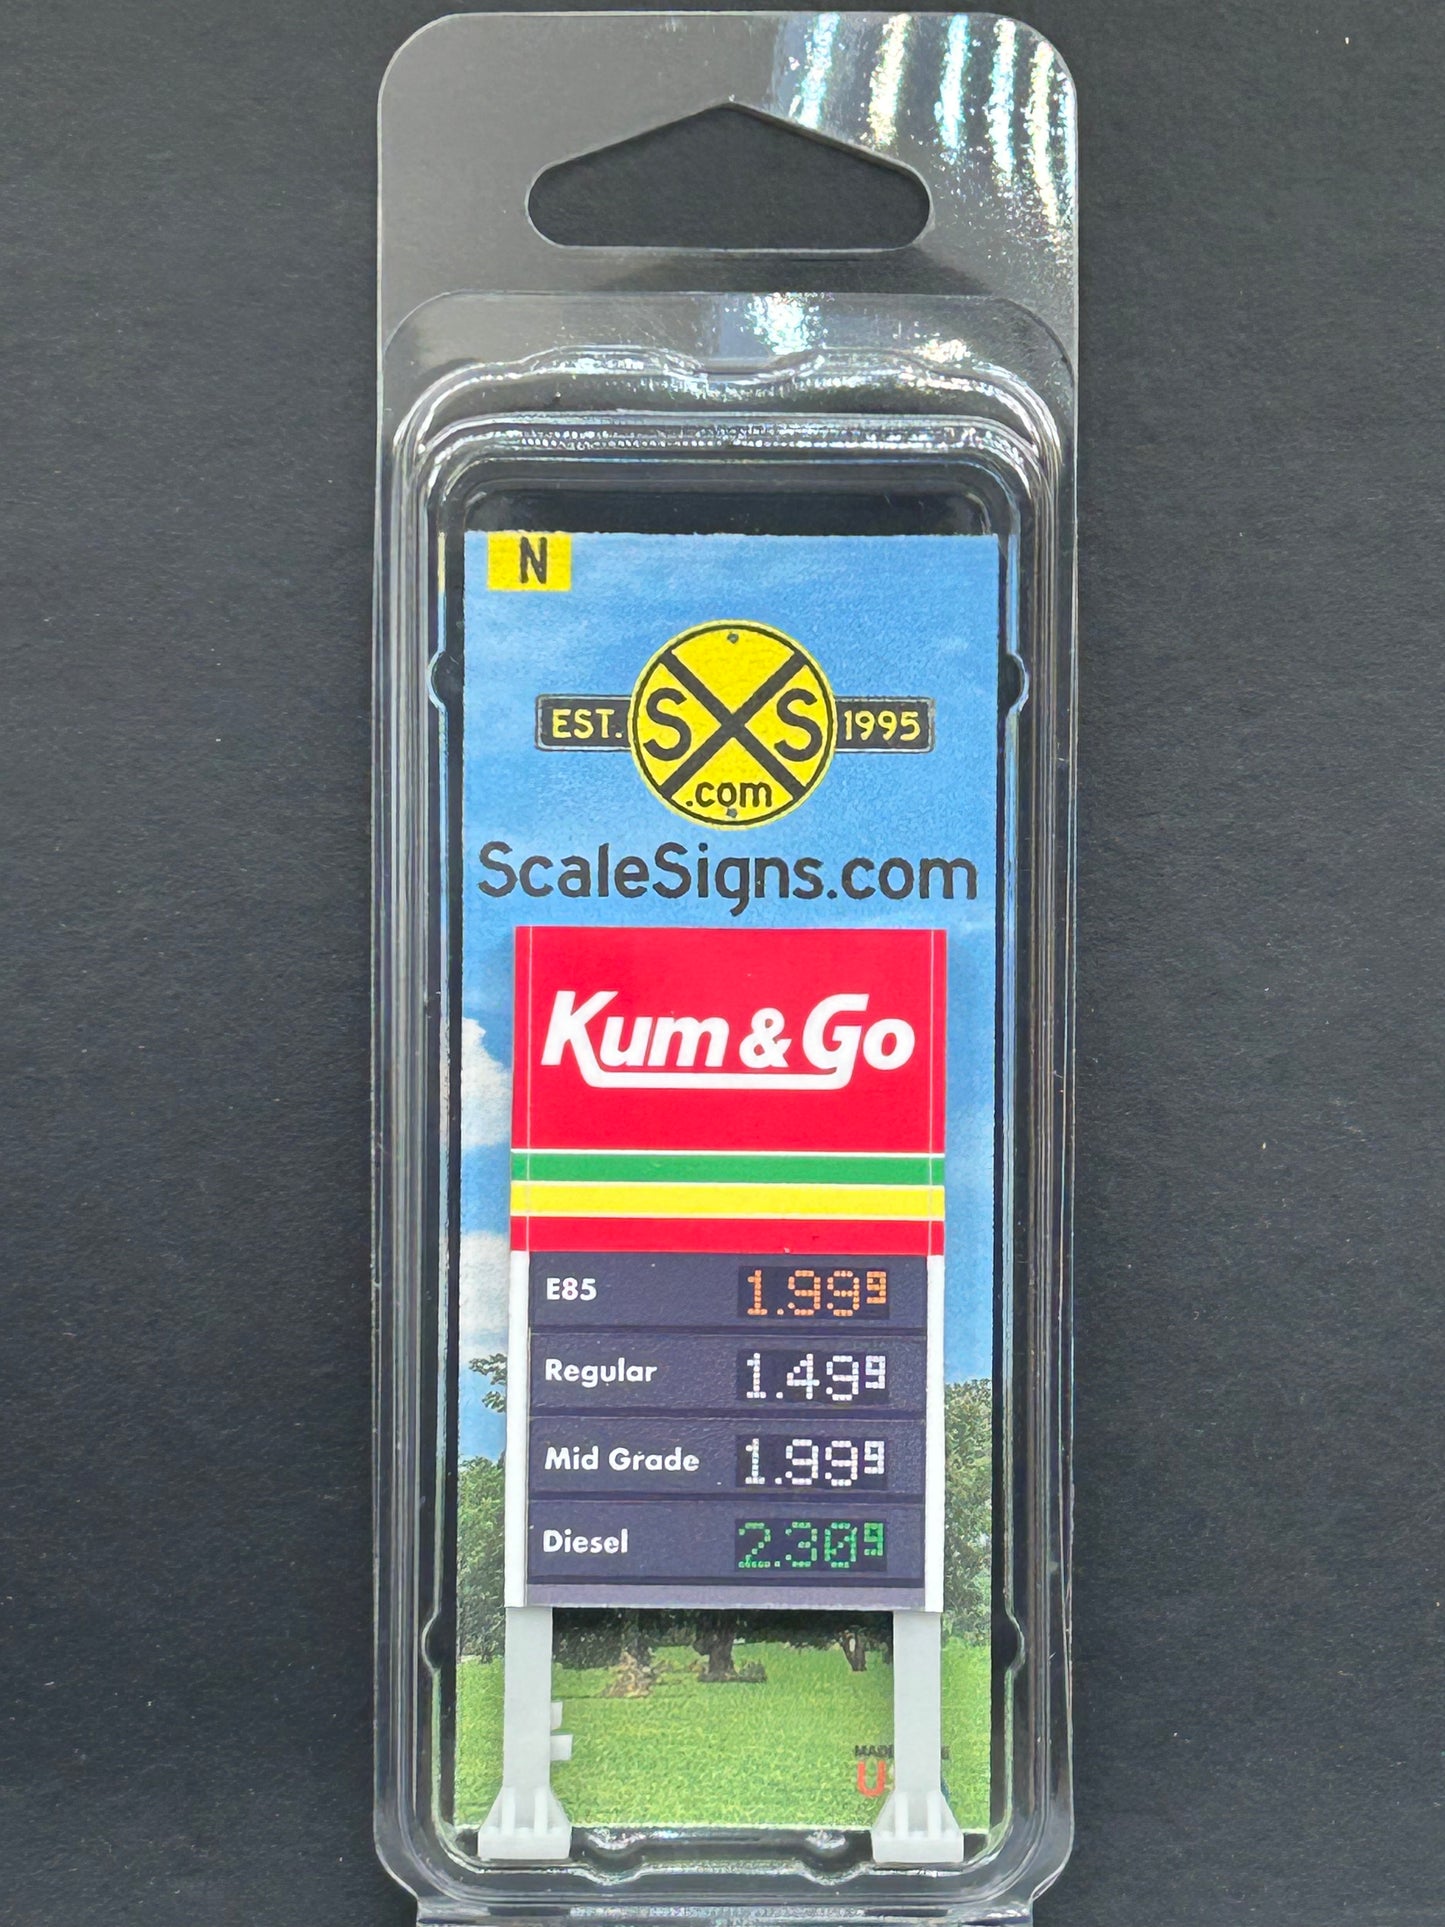 N
EST. SXS 1995
.com
ScaleSigns.com
Kum & Go
E85 1.99⁹
Regular 1.49⁹
Mid Grade 1.99⁹
Diesel 2.30⁹